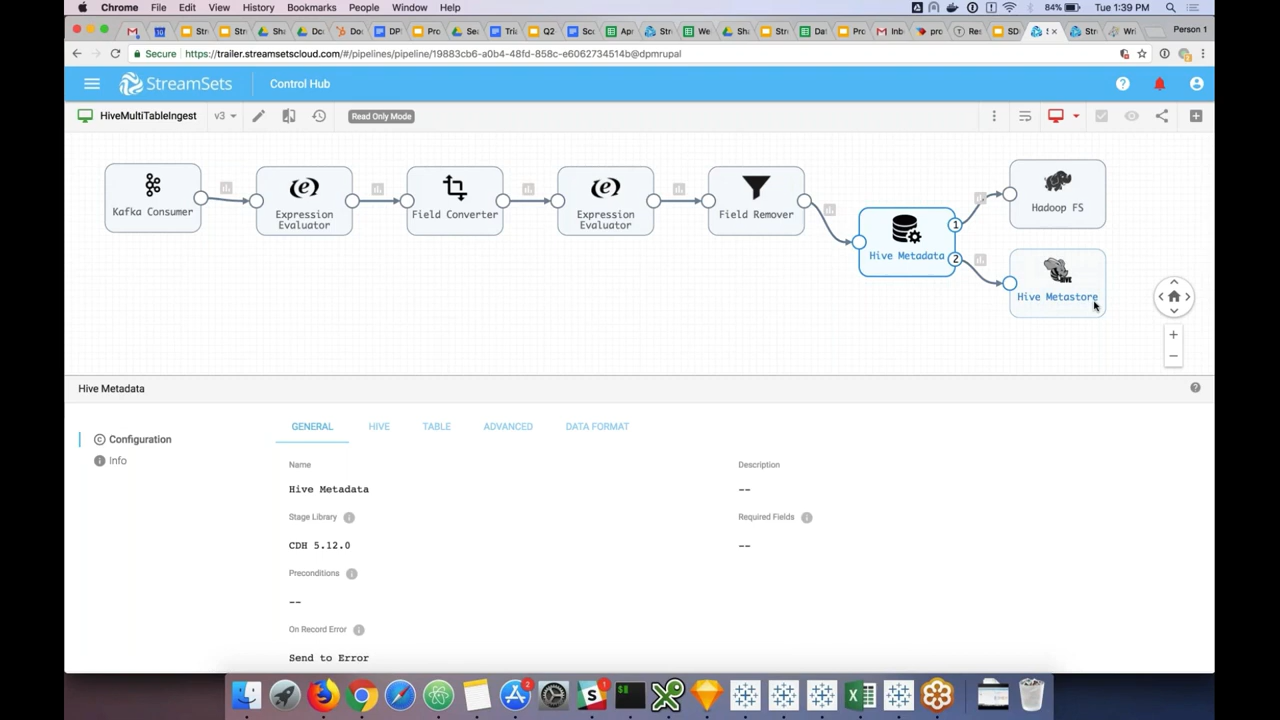 Chrome File Edit View History Bookmarks People Window Help
84% Tue 1:39 PM
Person 1
Secure https://trailer.streamsetscloud.com/#/pipelines/pipeline/19883cb6-a0b4-48fd-858c-e6062734514b@dpmrupal
StreamSets Control Hub
HiveMultiTableIngest v3 Read Only Mode
Kafka Consumer
Expression Evaluator
Field Converter
Expression Evaluator
Field Remover
Hive Metadata
1
2
Hadoop FS
HIVE
Hive Metastore
Hive Metadata
Configuration
Info
GENERAL HIVE TABLE ADVANCED DATA FORMAT
Name
Hive Metadata
Description
--
Stage Library
CDH 5.12.0
Required Fields
--
Preconditions
--
On Record Error
Send to Error